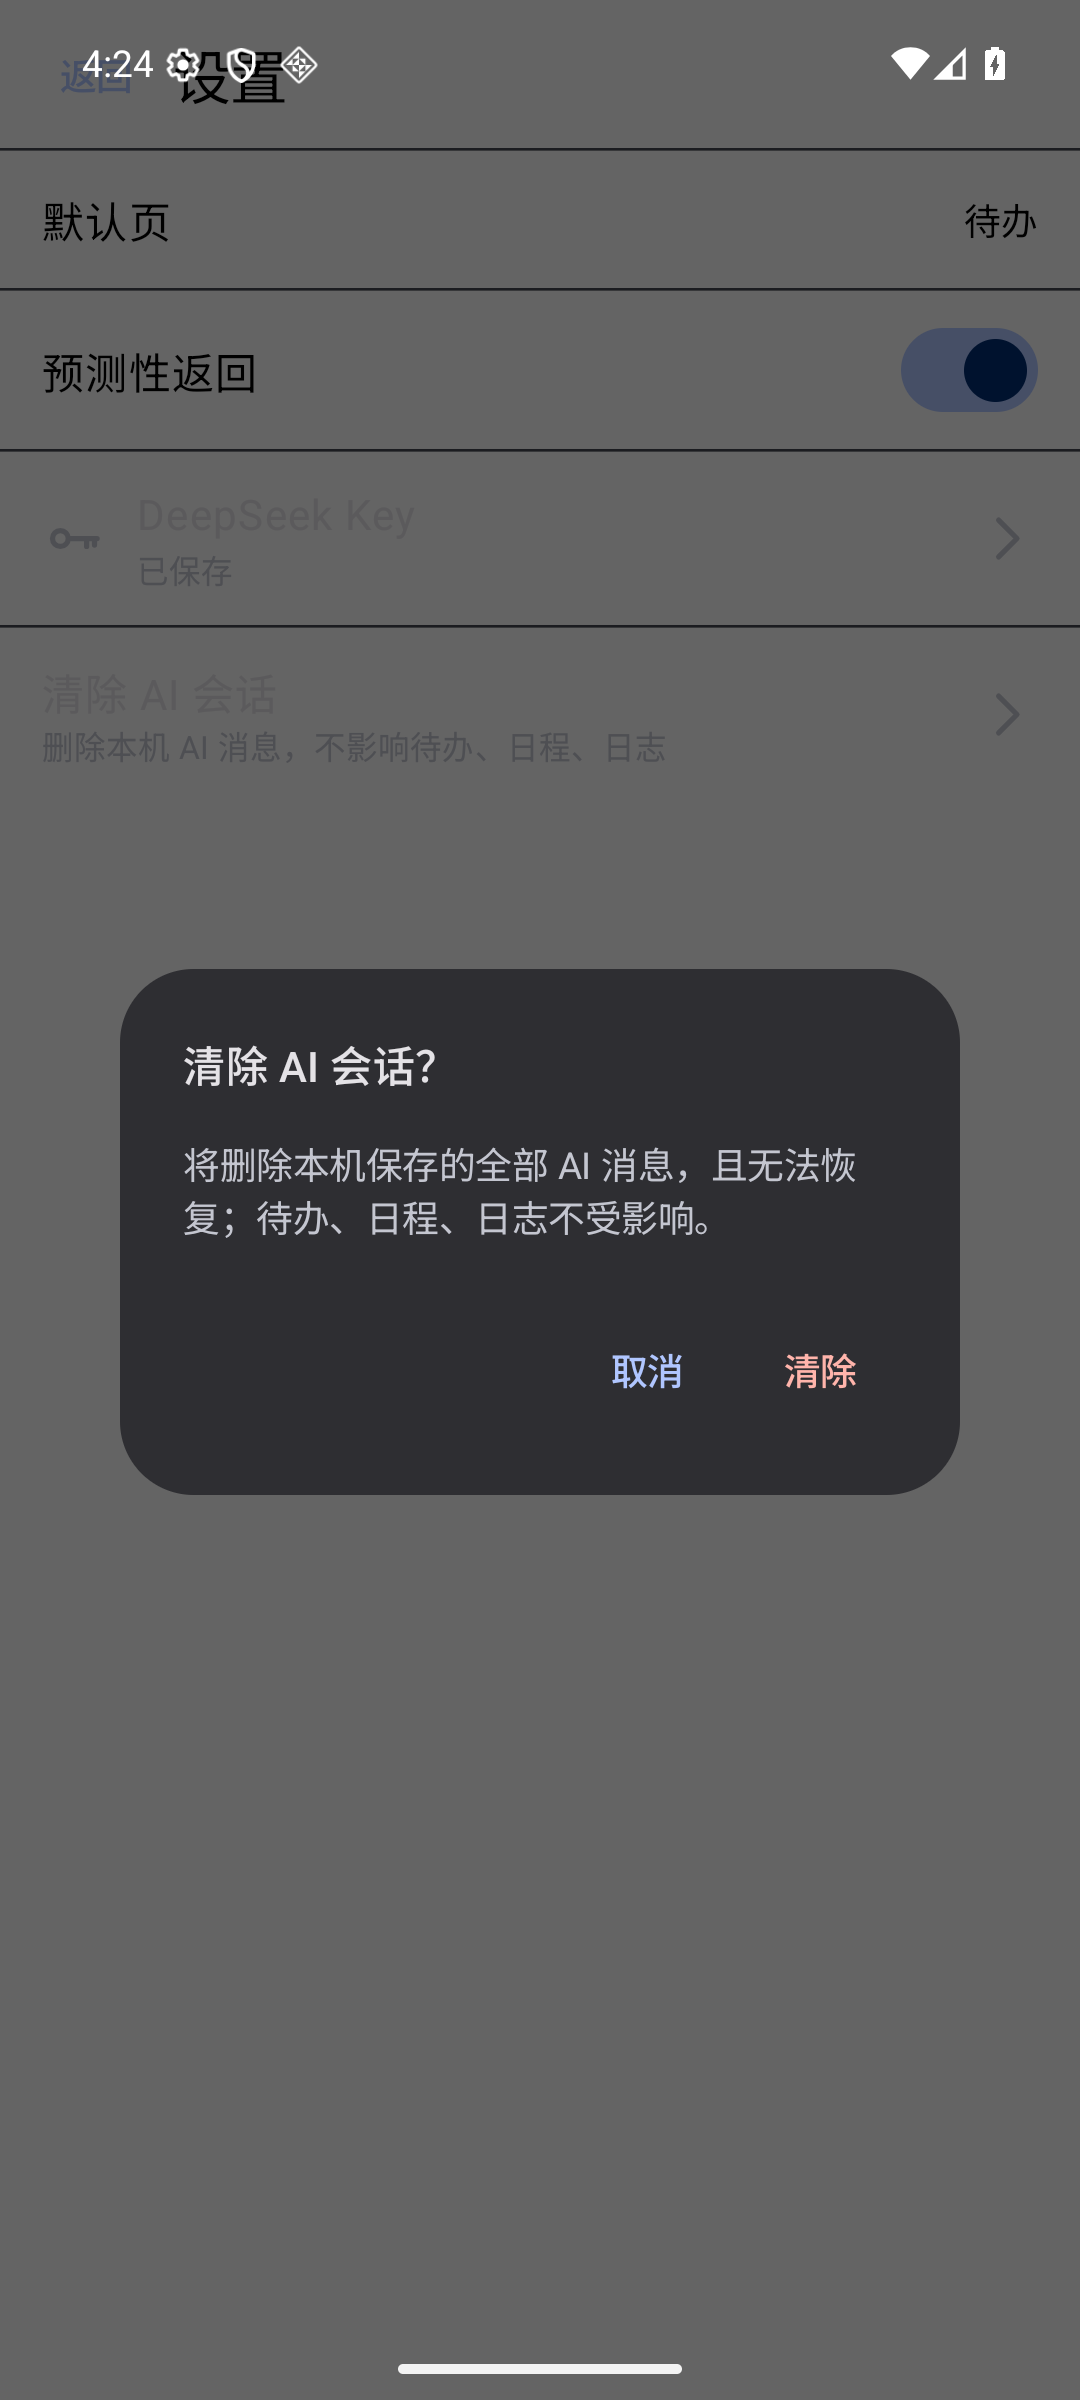 4:24
返回 设置
默认页 待办
预测性返回
DeepSeek Key
已保存
清除 AI 会话
删除本机 AI 消息，不影响待办、日程、日志
清除 AI 会话？
将删除本机保存的全部 AI 消息，且无法恢
复；待办、日程、日志不受影响。
取消 清除